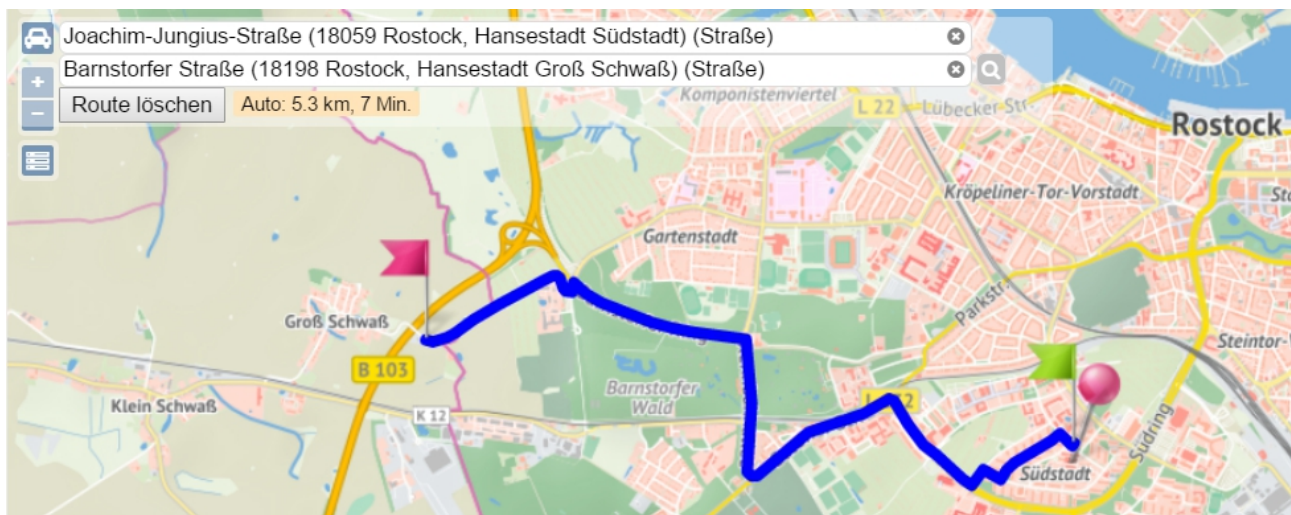 Joachim-Jungius-Straße (18059 Rostock, Hansestadt Südstadt) (Straße)
Barnstorfer Straße (18198 Rostock, Hansestadt Groß Schwaß) (Straße)
Route löschen
Auto: 5.3 km, 7 Min.
Komponistenviertel
L 22
Lübecker Str.
Rostock
Kröpeliner-Tor-Vorstadt
Gartenstadt
Parkstr.
Groß Schwaß
Steintor-
B 103
Barnstorfer
Wald
Klein Schwaß
K 12
Südring
Südstadt